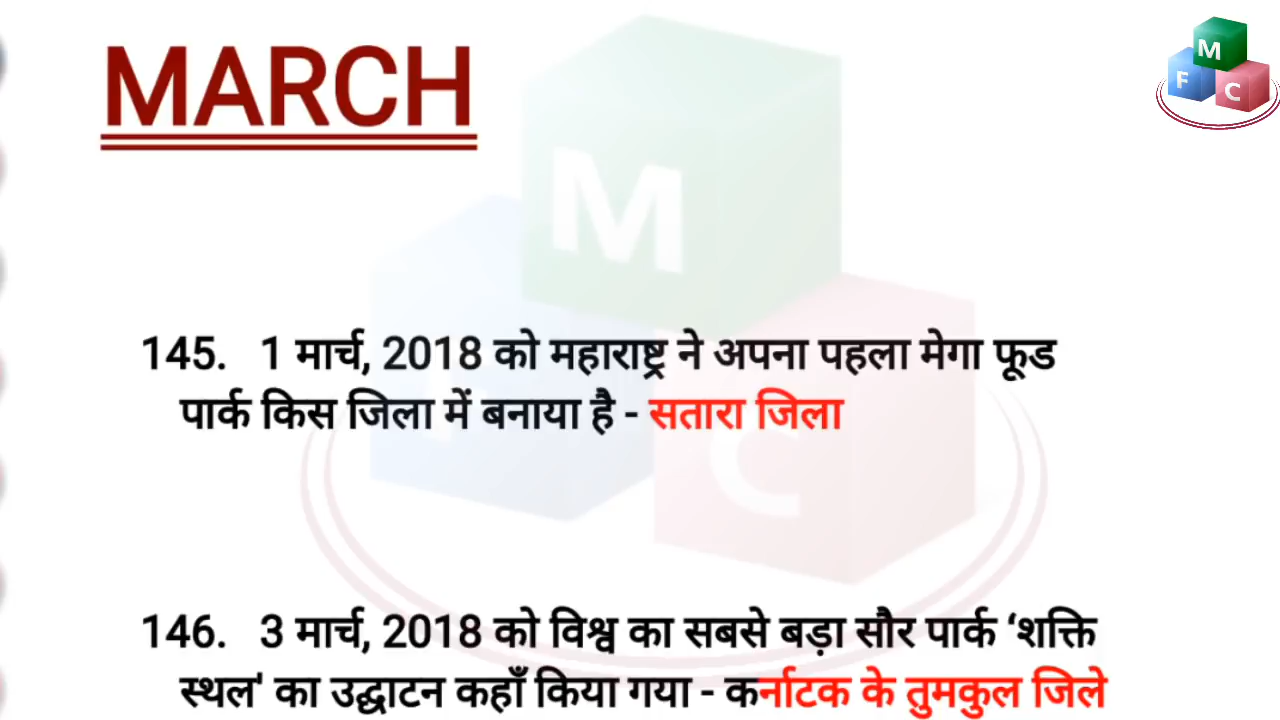 MARCH
M
F
C
M
C
145. 1 मार्च, 2018 को महाराष्ट्र ने अपना पहला मेगा फूड
पार्क किस जिला में बनाया है - सतारा जिला
146. 3 मार्च, 2018 को विश्व का सबसे बड़ा सौर पार्क ‘शक्ति
स्थल' का उद्घाटन कहाँ किया गया - कर्नाटक के तुमकुल जिले